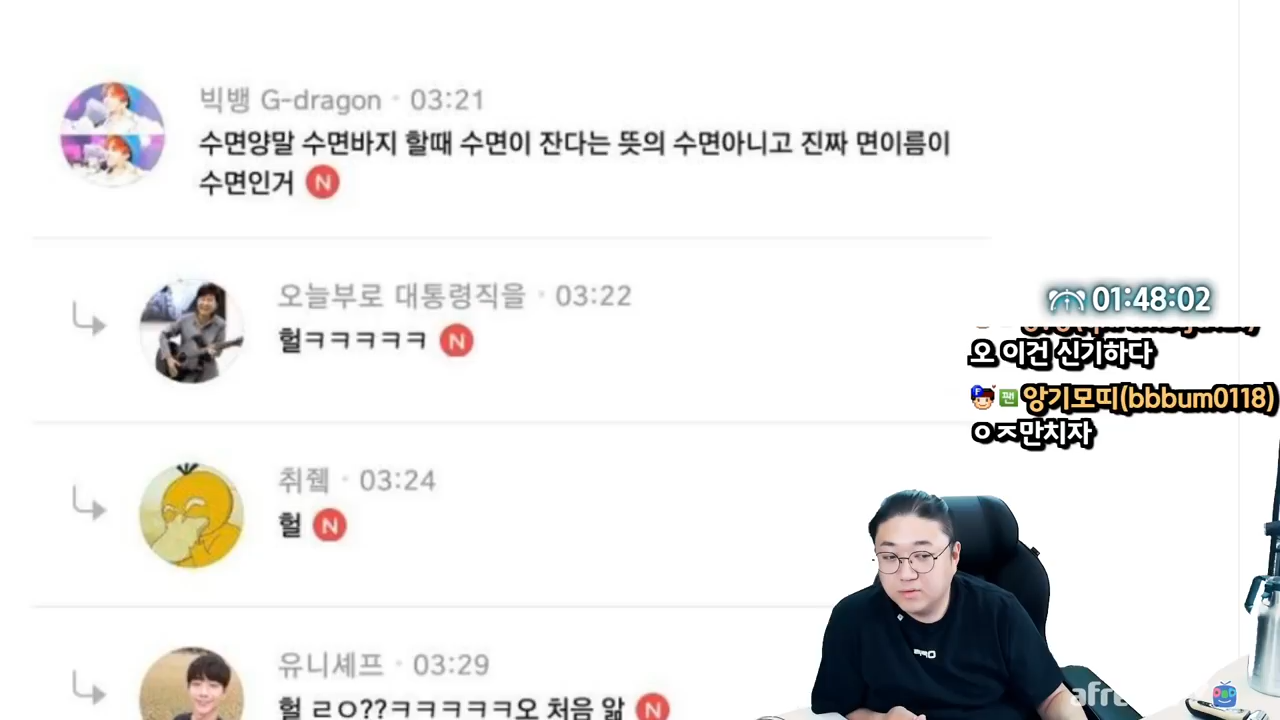 빅뱅 G-dragon · 03:21
수면양말 수면바지 할때 수면이 잔다는 뜻의 수면아니고 진짜 면이름이
수면인거 N
오늘부로 대통령직을 · 03:22
헐ㅋㅋㅋㅋㅋ N
취줵 · 03:24
헐 N
유니셰프 · 03:29
헐 ㄹㅇ??ㅋㅋㅋㅋㅋ오 처음 앎 N
01:48:02
오 이건 신기하다
F 팬 앙기모띠(bbbum0118)
ㅇㅈ만치자